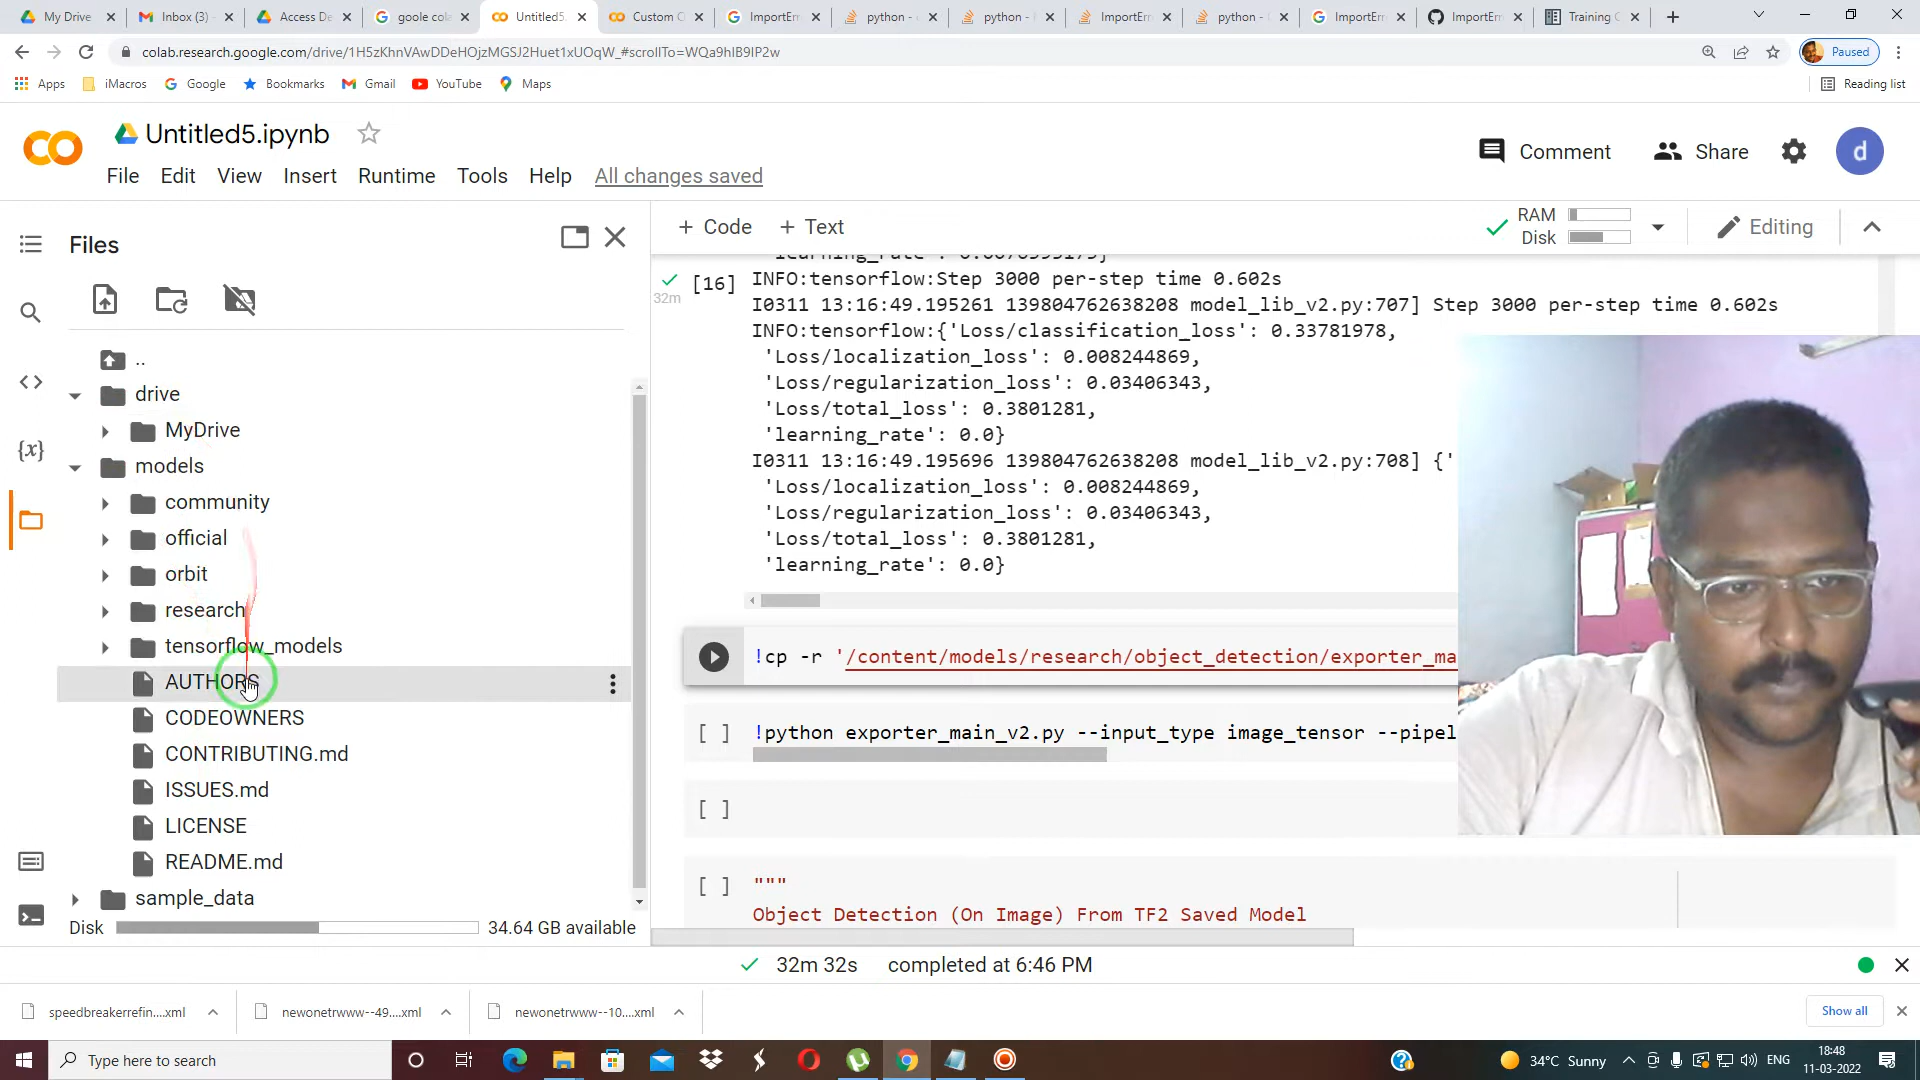 My Drive
Inbox (3)
Access De
goole col
Untitled5.
Custom C
ImportErr
python -
python -
ImportErr
python -
ImportErr
ImportErr
Training C
colab.research.google.com/drive/1H5zKhnVAwDDeHOjzMGSJ2Huet1xUOqW_#scrollTo=WQa9hIB9IP2w
Paused
Apps
iMacros
Google
Bookmarks
Gmail
YouTube
Maps
Reading list
Untitled5.ipynb
File Edit View Insert Runtime Tools Help All changes saved
Comment
Share
d
Files
+ Code
+ Text
RAM
Disk
Editing
..
drive
MyDrive
models
community
official
orbit
research
tensorflow_models
AUTHORS
CODEOWNERS
CONTRIBUTING.md
ISSUES.md
LICENSE
README.md
sample_data
Disk
34.64 GB available
32m
[16]
INFO:tensorflow:Step 3000 per-step time 0.602s
I0311 13:16:49.195261 139804762638208 model_lib_v2.py:707] Step 3000 per-step time 0.602s
INFO:tensorflow:{'Loss/classification_loss': 0.33781978,
'Loss/localization_loss': 0.008244869,
'Loss/regularization_loss': 0.03406343,
'Loss/total_loss': 0.3801281,
'learning_rate': 0.0}
I0311 13:16:49.195696 139804762638208 model_lib_v2.py:708] {'
'Loss/localization_loss': 0.008244869,
'Loss/regularization_loss': 0.03406343,
'Loss/total_loss': 0.3801281,
'learning_rate': 0.0}
!cp -r '/content/models/research/object_detection/exporter_ma
[ ]
!python exporter_main_v2.py --input_type image_tensor --pipel
[ ]
[ ]
"""
Object Detection (On Image) From TF2 Saved Model
32m 32s
completed at 6:46 PM
speedbreakerrefin....xml
newonetrwww--49....xml
newonetrwww--10....xml
Show all
Type here to search
34°C Sunny
ENG
18:48
11-03-2022